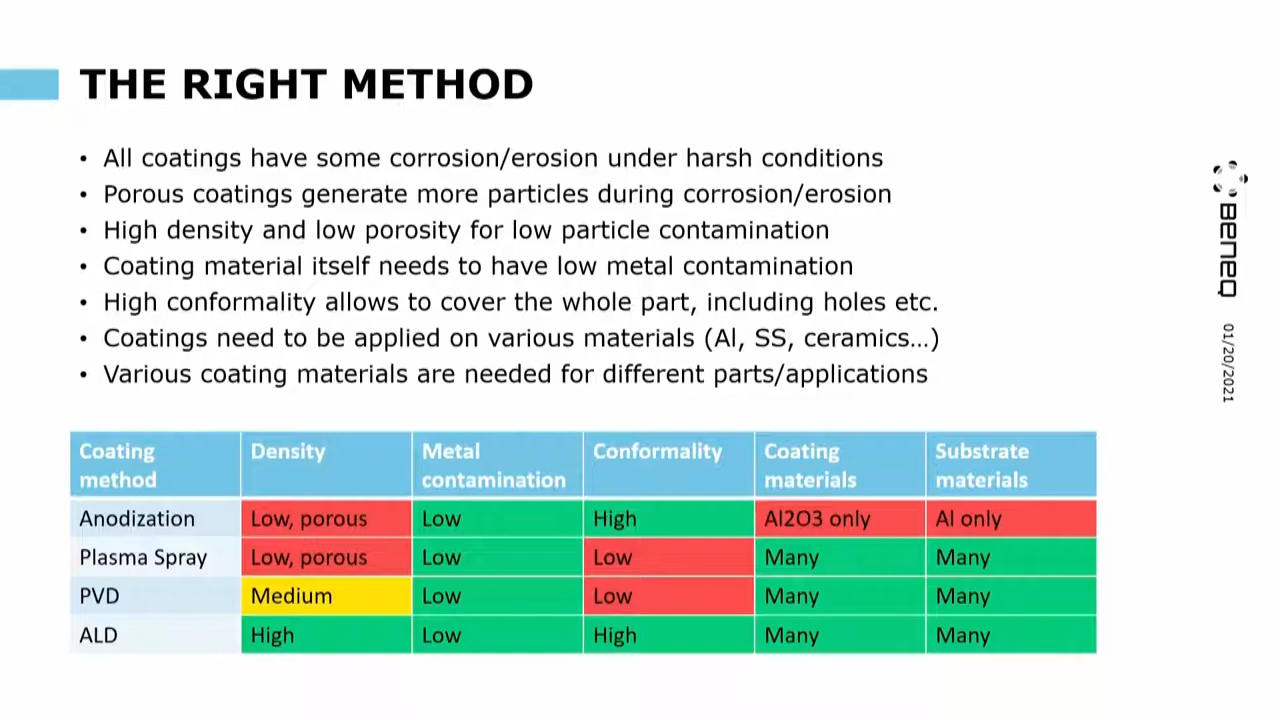 THE RIGHT METHOD
• All coatings have some corrosion/erosion under harsh conditions
• Porous coatings generate more particles during corrosion/erosion
• High density and low porosity for low particle contamination
• Coating material itself needs to have low metal contamination
• High conformality allows to cover the whole part, including holes etc.
• Coatings need to be applied on various materials (Al, SS, ceramics…)
• Various coating materials are needed for different parts/applications
BENEQ
01/20/2021
Coating method Density Metal contamination Conformality Coating materials Substrate materials
Anodization Low, porous Low High Al2O3 only Al only
Plasma Spray Low, porous Low Low Many Many
PVD Medium Low Low Many Many
ALD High Low High Many Many